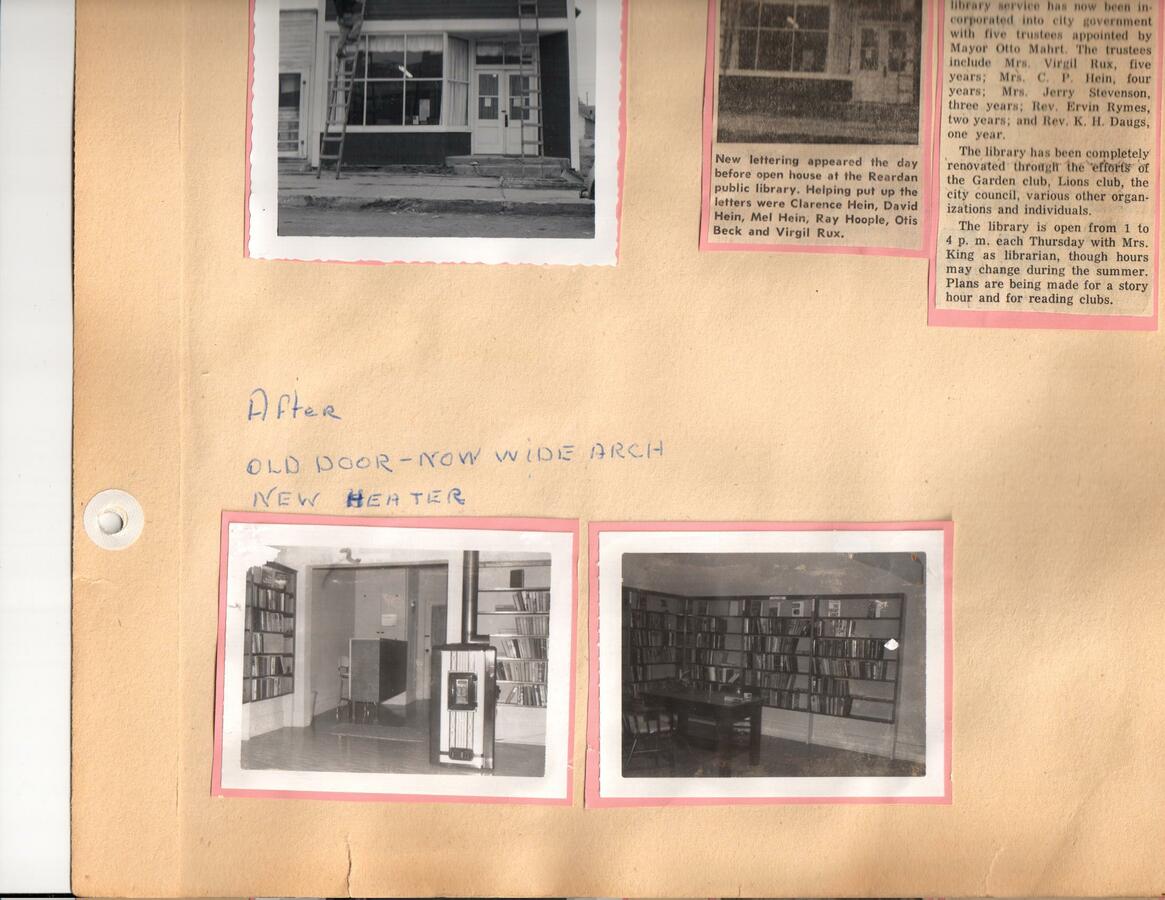 library service has now been in-
corporated into city government
with five trustees appointed by
Mayor Otto Mahrt. The trustees
include Mrs. Virgil Rux, five
years; Mrs. C. P. Hein, four
years; Mrs. Jerry Stevenson,
three years; Rev. Ervin Rymes,
two years; and Rev. K. H. Daugs,
one year.
The library has been completely
renovated through the efforts of
the Garden club, Lions club, the
city council, various other organ-
izations and individuals.
The library is open from 1 to
4 p. m. each Thursday with Mrs.
King as librarian, though hours
may change during the summer.
Plans are being made for a story
hour and for reading clubs.
New lettering appeared the day
before open house at the Reardan
public library. Helping put up the
letters were Clarence Hein, David
Hein, Mel Hein, Ray Hoople, Otis
Beck and Virgil Rux.
After
OLD DOOR-NOW WIDE ARCH
NEW HEATER